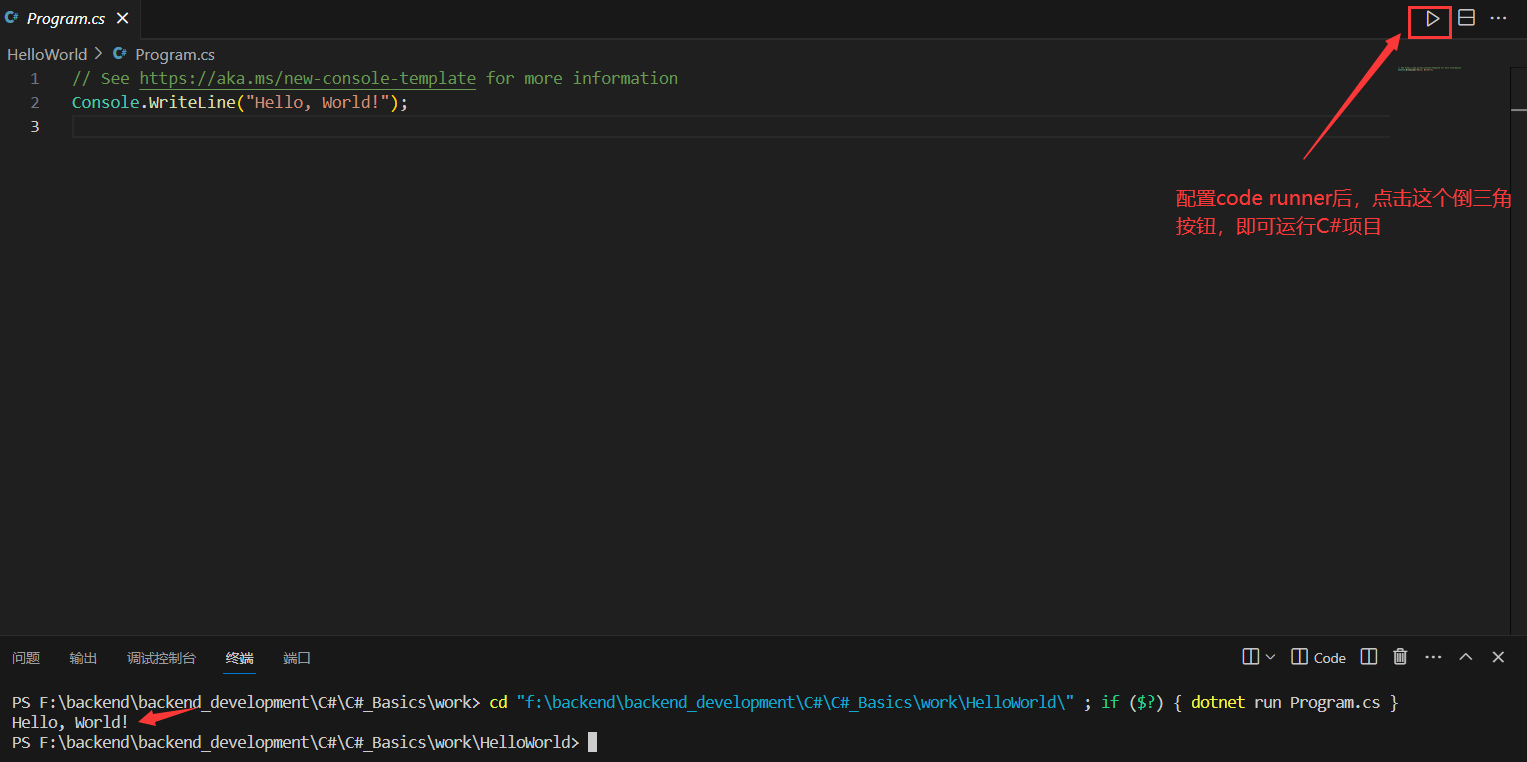 C# Program.cs
HelloWorld > C# Program.cs
1 // See https://aka.ms/new-console-template for more information
2 Console.WriteLine("Hello, World!");
3
配置code runner后，点击这个倒三角
按钮，即可运行C#项目
问题 输出 调试控制台 终端 端口 Code
PS F:\backend\backend_development\C#\C#_Basics\work> cd "f:\backend\backend_development\C#\C#_Basics\work\HelloWorld\" ; if ($?) { dotnet run Program.cs }
Hello, World!
PS F:\backend\backend_development\C#\C#_Basics\work\HelloWorld>